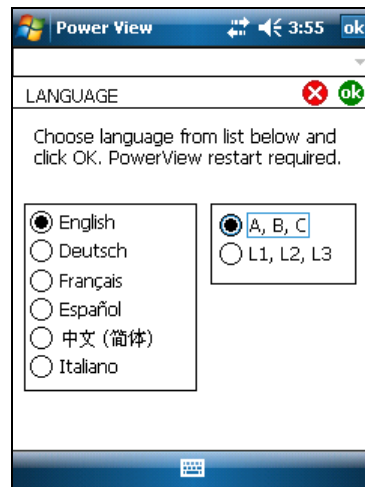 Power View 3:55 ok
LANGUAGE ok
Choose language from list below and
click OK. PowerView restart required.
English
Deutsch
Français
Español
中文 (简体)
Italiano
A, B, C
L1, L2, L3